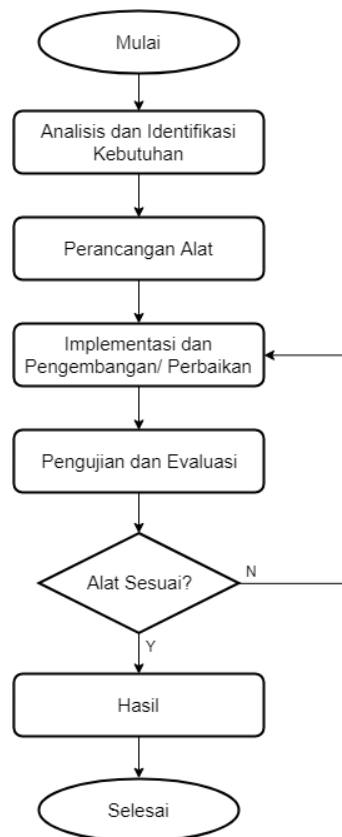 Mulai
Analisis dan Identifikasi
Kebutuhan
Perancangan Alat
Implementasi dan
Pengembangan/ Perbaikan
Pengujian dan Evaluasi
Alat Sesuai?
N
Y
Hasil
Selesai